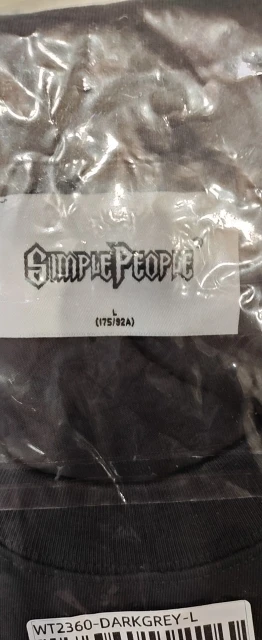 SIMPLEPEOPLE
L
(175/92A)
WT2360-DARKGREY-L